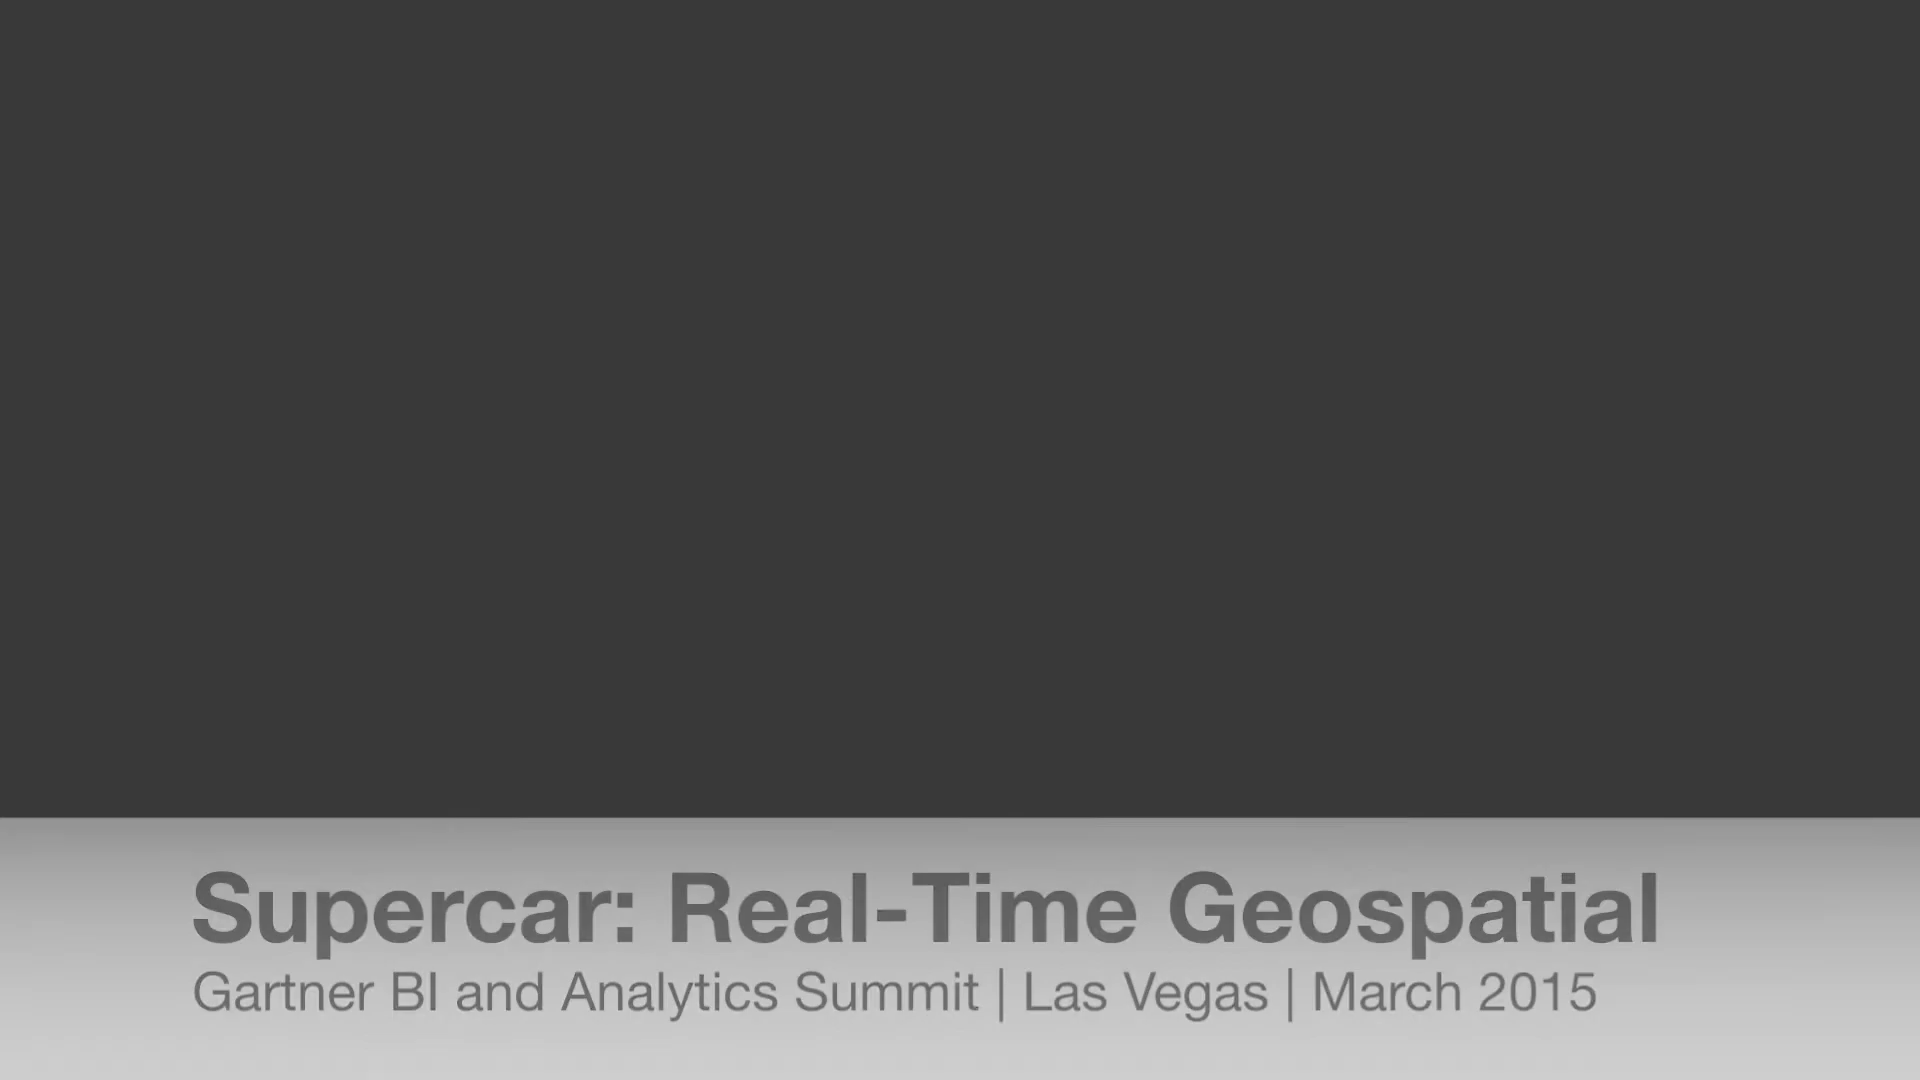 Supercar: Real-Time Geospatial
Gartner BI and Analytics Summit | Las Vegas | March 2015